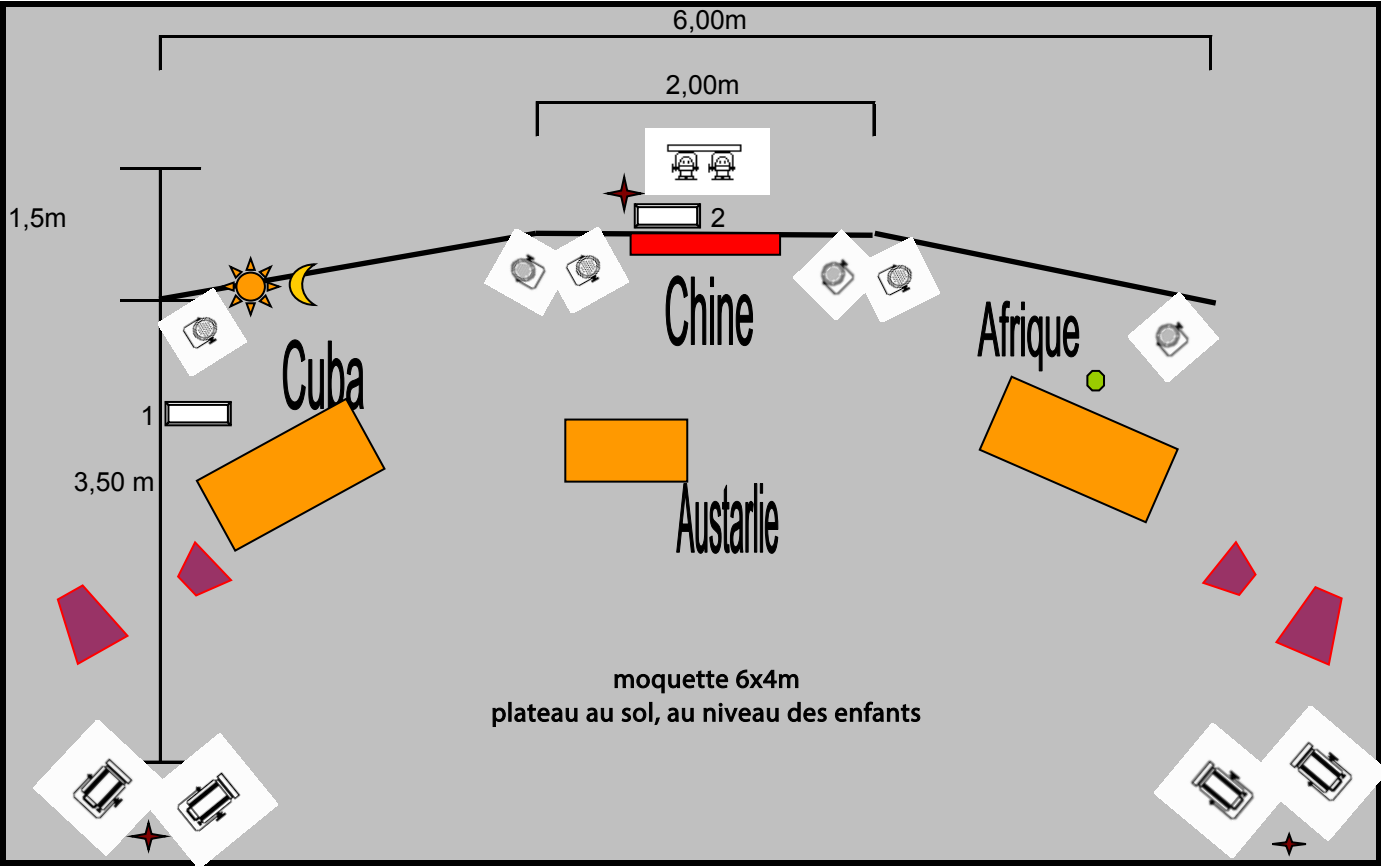 6,00m
2,00m
1,5m
2
Chine
Afrique
Cuba
1
3,50 m
Austarlie
moquette 6x4m
plateau au sol, au niveau des enfants